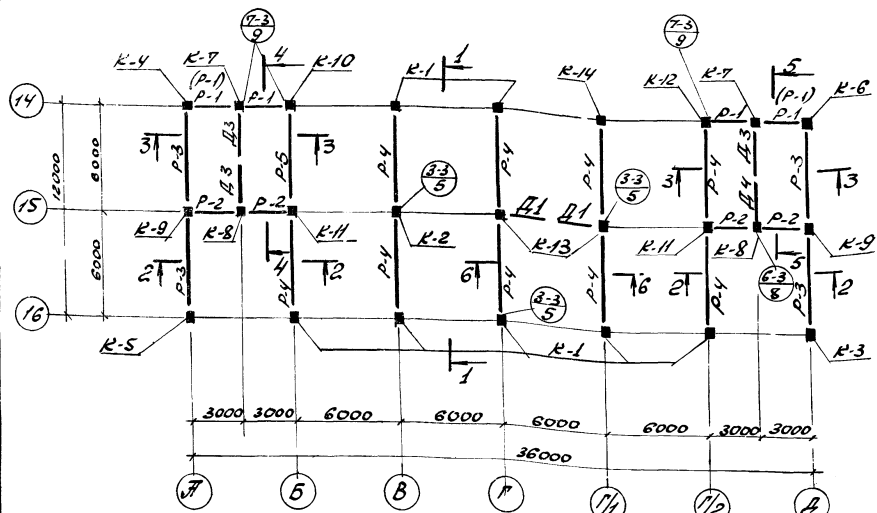 7-3
9
4
К-4
К-7
К-10
(Р-1)
Р-1
Р-1
К-1
1
К-14
7-3
9
К-12
К-7
5
(Р-1)
Р-1
Р-1
К-6
14
3
3
Р-3
Д3
Д3
Р-5
Р-4
Р-4
Р-4
3
Р-4
Д3
Д4
Р-3
3
12000
6000
6000
3-3
5
3-3
5
15
Р-2
Р-2
Д1
Д1
Р-2
Р-2
К-9
К-8
К-11
К-2
К-13
К-11
К-8
К-9
4
5
2
2
6
6
2
2
6-3
8
Р-3
Р-4
Р-4
Р-4
Р-4
Р-4
Р-3
3-3
5
16
К-5
К-1
К-3
1
3000
3000
6000
6000
6000
6000
3000
3000
36000
А
Б
В
Г
Г/1
Г/2
Д